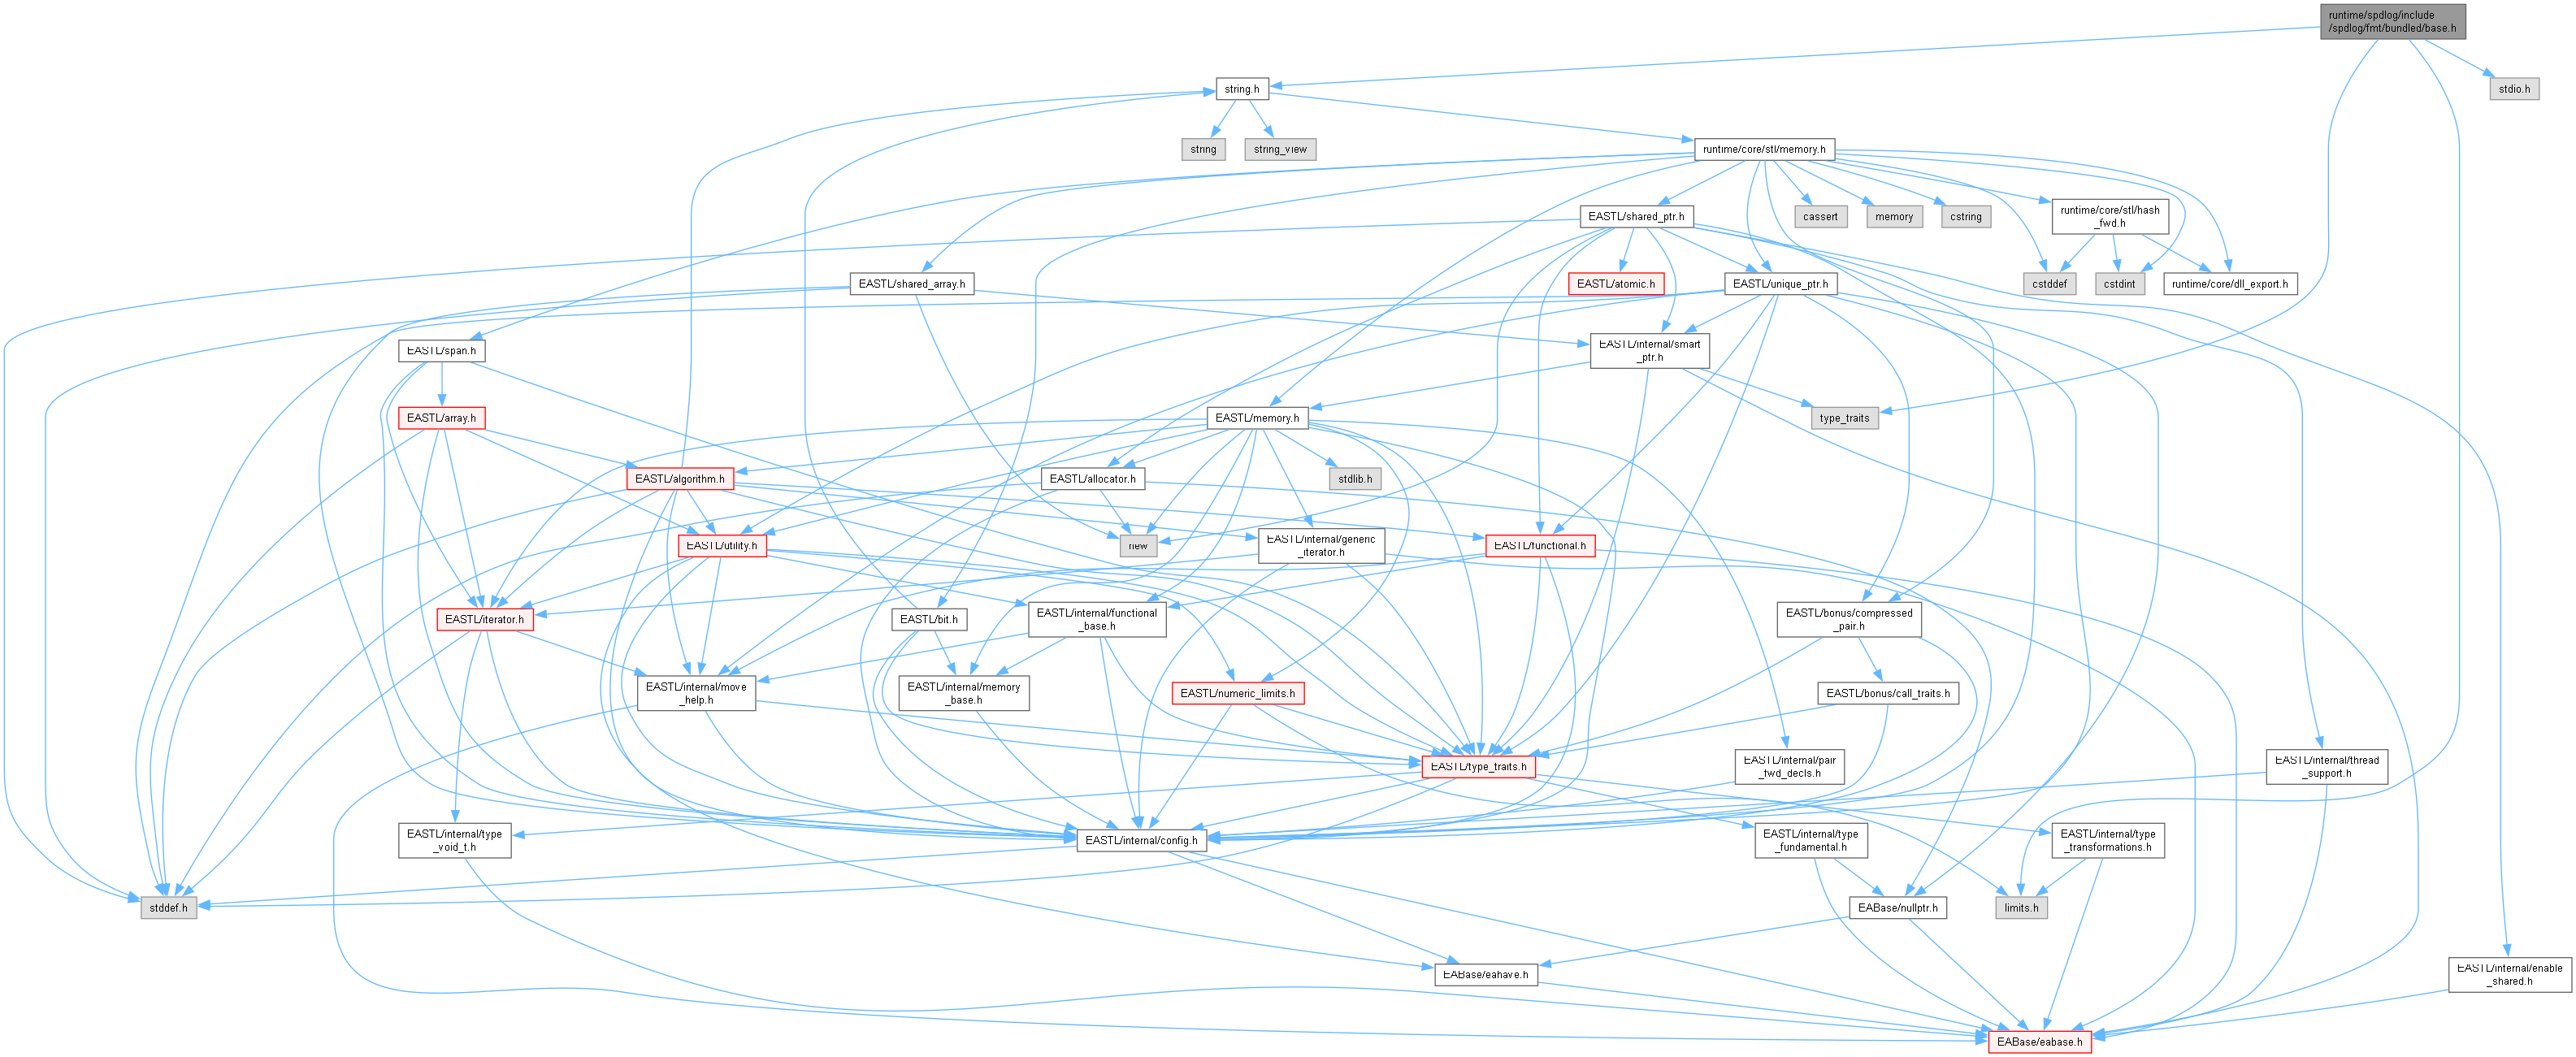 runtime/spdlog/include
/spdlog/fmt/bundled/base.h
string.h
stdio.h
string
string_view
runtime/core/stl/memory.h
EASTL/shared_ptr.h
cassert
memory
cstring
runtime/core/stl/hash
_fwd.h
EASTL/shared_array.h
EASTL/atomic.h
EASTL/unique_ptr.h
cstddef
cstdint
runtime/core/dll_export.h
EASTL/span.h
EASTL/internal/smart
_ptr.h
EASTL/array.h
EASTL/memory.h
type_traits
EASTL/algorithm.h
EASTL/allocator.h
stdlib.h
EASTL/utility.h
new
EASTL/internal/generic
_iterator.h
EASTL/functional.h
EASTL/iterator.h
EASTL/bit.h
EASTL/internal/functional
_base.h
EASTL/bonus/compressed
_pair.h
EASTL/internal/move
_help.h
EASTL/internal/memory
_base.h
EASTL/numeric_limits.h
EASTL/bonus/call_traits.h
EASTL/type_traits.h
EASTL/internal/pair
_fwd_decls.h
EASTL/internal/thread
_support.h
EASTL/internal/type
_void_t.h
EASTL/internal/config.h
EASTL/internal/type
_fundamental.h
EASTL/internal/type
_transformations.h
stddef.h
EABase/nullptr.h
limits.h
EABase/eahave.h
EASTL/internal/enable
_shared.h
EABase/eabase.h